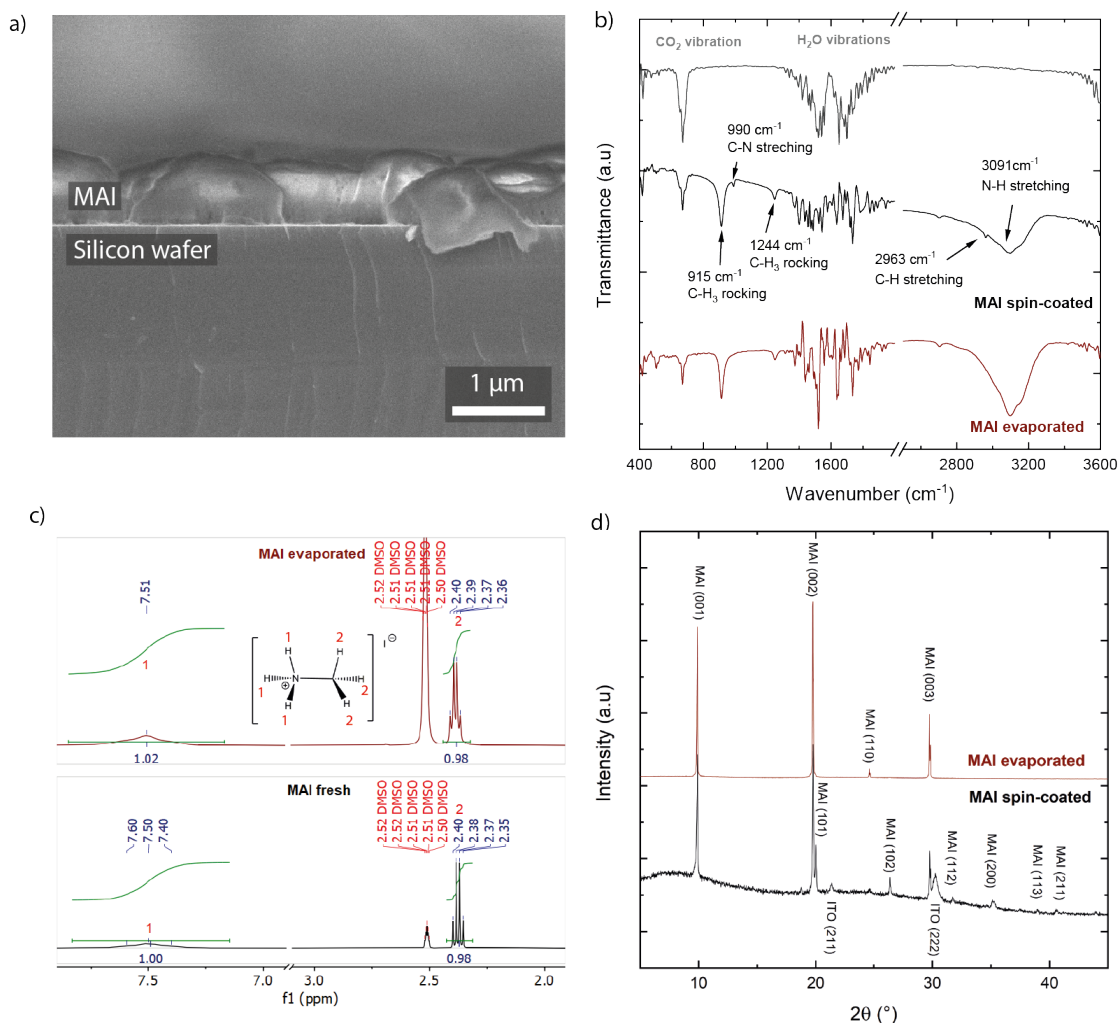 a)
MAI
Silicon wafer
1 μm
b)
CO2 vibration
H2O vibrations
990 cm-1
C-N streching
3091cm-1
N-H stretching
1244 cm-1
C-H3 rocking
2963 cm-1
C-H stretching
915 cm-1
C-H3 rocking
MAI spin-coated
MAI evaporated
Transmittance (a.u)
400 800 1200 1600 2800 3200 3600
Wavenumber (cm-1)
c)
MAI evaporated
7.51
2.52 DMSO
2.51 DMSO
2.51 DMSO
2.51 DMSO
2.50 DMSO
2.40
2.39
2.37
2.36
1
2
1 H
H 2
1 H N C H 2
⊕
H 1
H 2
I ⊖
1.02
0.98
MAI fresh
7.60
7.50
7.40
2.52 DMSO
2.52 DMSO
2.51 DMSO
2.51 DMSO
2.50 DMSO
2.40
2.38
2.37
2.35
1
2
1.00
0.98
7.5 7.0 3.0 2.5 2.0
f1 (ppm)
d)
MAI (001)
MAI (002)
MAI (110)
MAI (003)
MAI evaporated
MAI spin-coated
MAI (101)
ITO (211)
MAI (102)
ITO (222)
MAI (112)
MAI (200)
MAI (113)
MAI (211)
Intensity (a.u)
10 20 30 40
2θ (°)